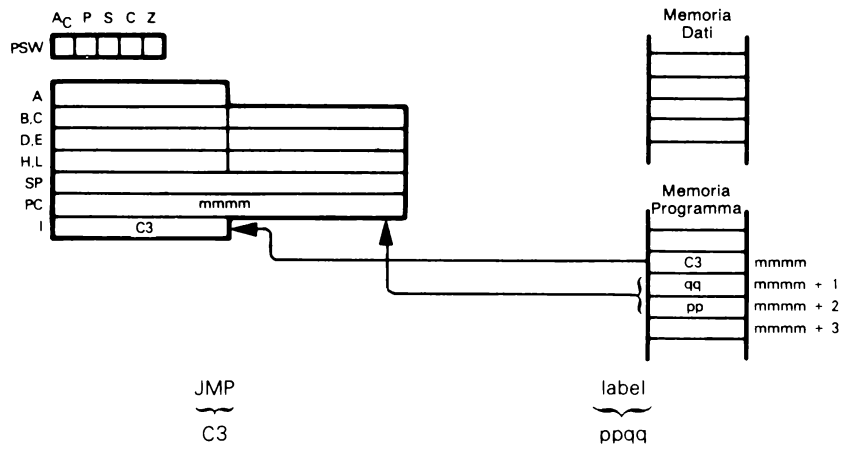 AC P S C Z
PSW
Memoria
Dati
A
B,C
D,E
H,L
SP
PC mmmm
I C3
Memoria
Programma
C3 mmmm
qq mmmm + 1
pp mmmm + 2
mmmm + 3
JMP label
C3 ppqq